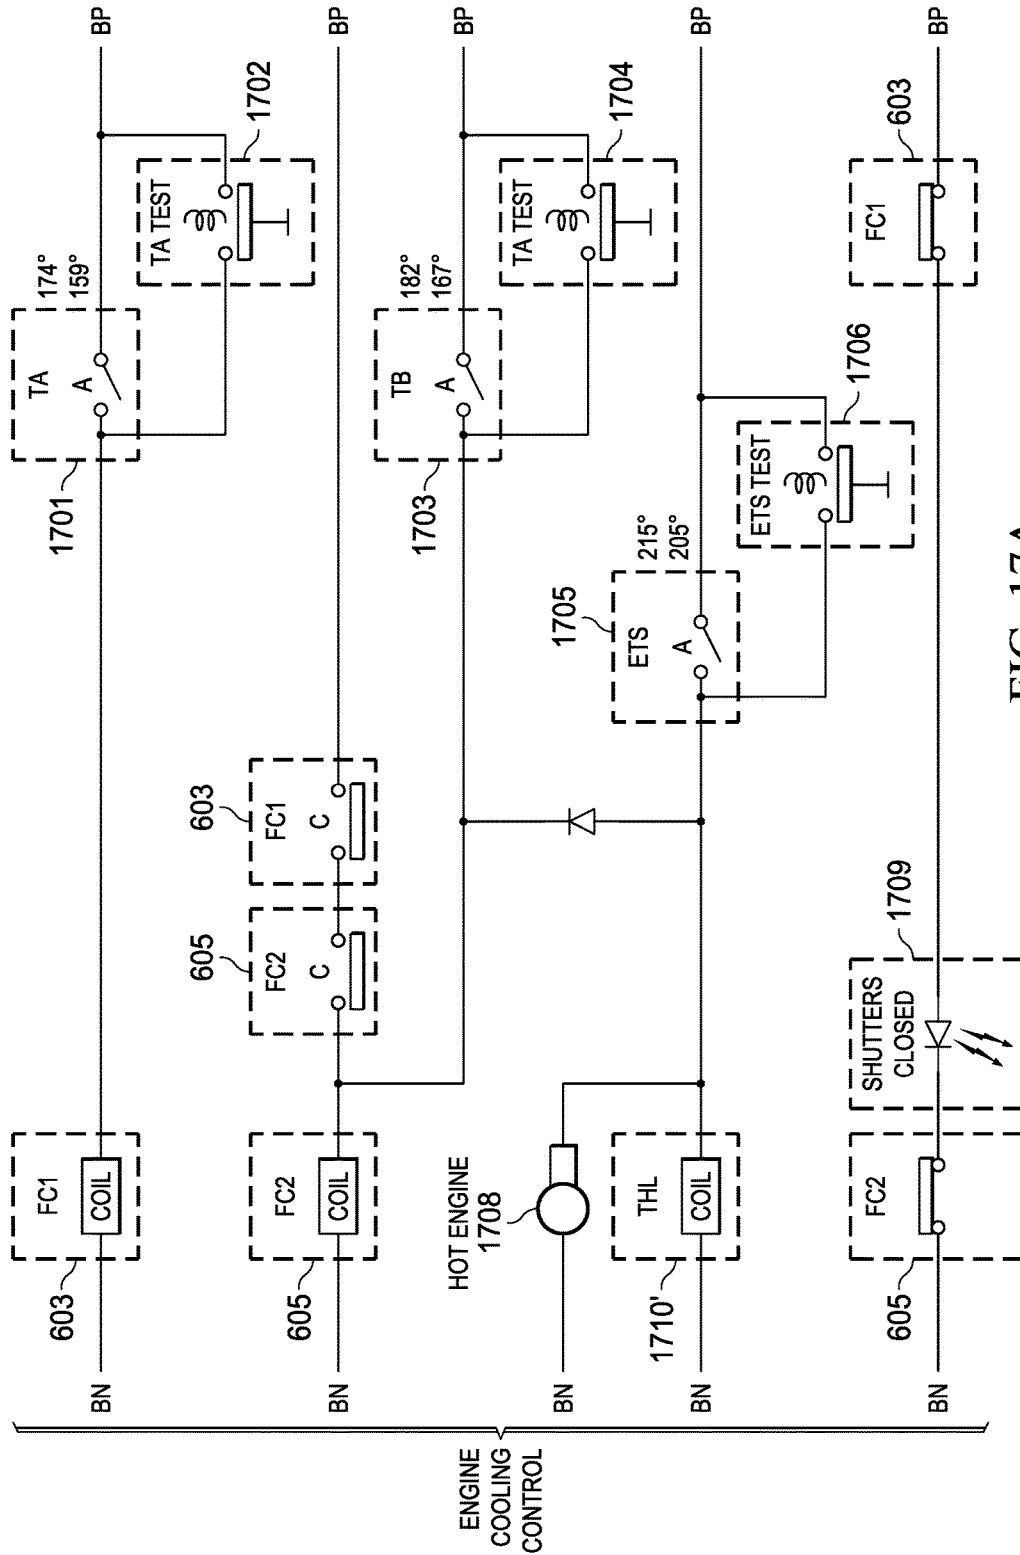 ENGINE
COOLING
CONTROL
BN
603
FC1
COIL
1701
TA
A
174°
159°
TA TEST
1702
BP
BN
605
FC2
COIL
605
FC2
C
603
FC1
C
BP
1703
TB
A
182°
167°
TA TEST
1704
BP
HOT ENGINE
1708
BN
BN
1710'
THL
COIL
1705
ETS
A
215°
205°
ETS TEST
1706
BP
BN
605
FC2
SHUTTERS
CLOSED
1709
FC1
603
BP
FIG. 17A